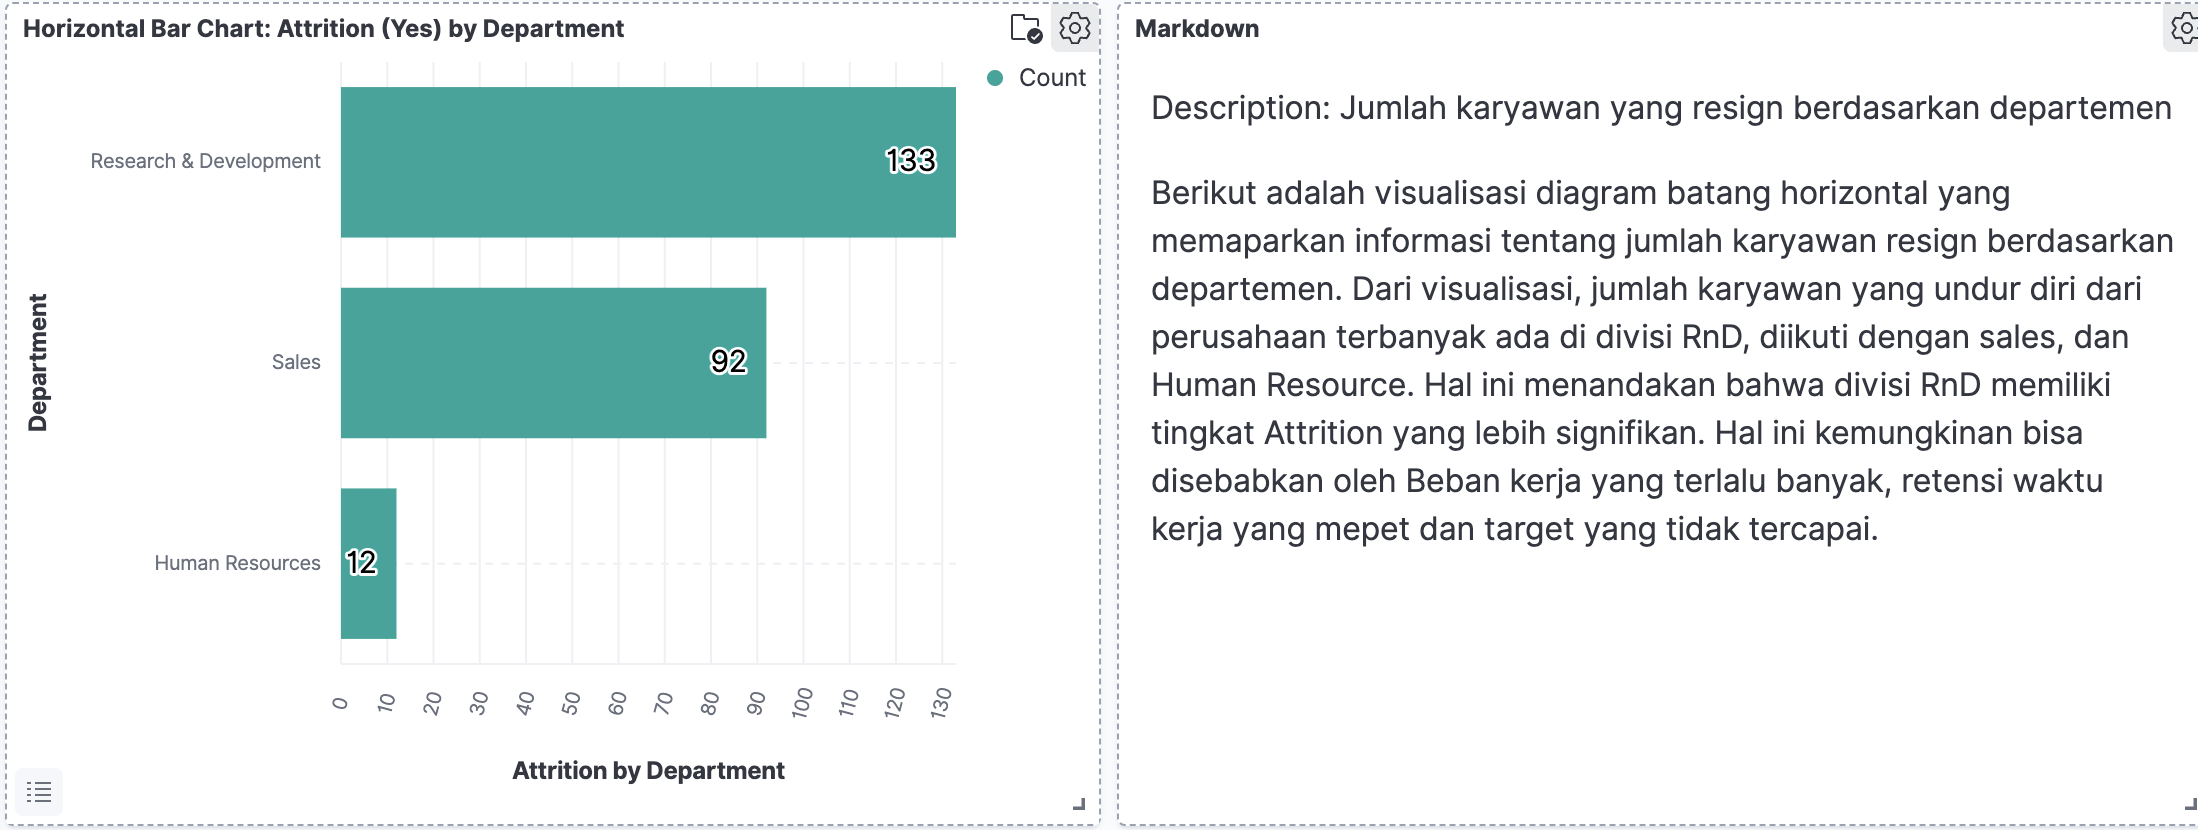 Horizontal Bar Chart: Attrition (Yes) by Department
Count
Department
Research & Development
133
Sales
92
Human Resources
12
0
10
20
30
40
50
60
70
80
90
100
110
120
130
Attrition by Department
Markdown
Description: Jumlah karyawan yang resign berdasarkan departemen
Berikut adalah visualisasi diagram batang horizontal yang
memaparkan informasi tentang jumlah karyawan resign berdasarkan
departemen. Dari visualisasi, jumlah karyawan yang undur diri dari
perusahaan terbanyak ada di divisi RnD, diikuti dengan sales, dan
Human Resource. Hal ini menandakan bahwa divisi RnD memiliki
tingkat Attrition yang lebih signifikan. Hal ini kemungkinan bisa
disebabkan oleh Beban kerja yang terlalu banyak, retensi waktu
kerja yang mepet dan target yang tidak tercapai.